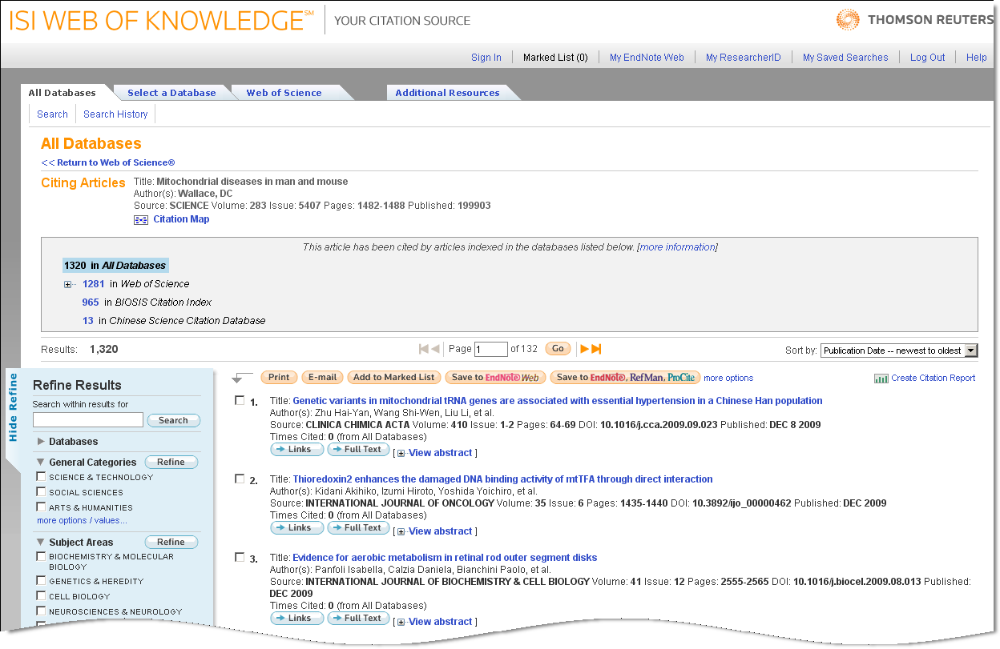 ISI WEB OF KNOWLEDGE℠ YOUR CITATION SOURCE THOMSON REUTERS
Sign In Marked List (0) My EndNote Web My ResearcherID My Saved Searches Log Out Help
All Databases Select a Database Web of Science Additional Resources
Search Search History
All Databases
<< Return to Web of Science®
Citing Articles Title: Mitochondrial diseases in man and mouse
Author(s): Wallace, DC
Source: SCIENCE Volume: 283 Issue: 5407 Pages: 1482-1488 Published: 199903
Citation Map
This article has been cited by articles indexed in the databases listed below. [more information]
1320 in All Databases
1281 in Web of Science
965 in BIOSIS Citation Index
13 in Chinese Science Citation Database
Results: 1,320 Page 1 of 132 Go Sort by: Publication Date -- newest to oldest
Hide Refine
Refine Results
Search within results for
Search
Databases
General Categories Refine
SCIENCE & TECHNOLOGY
SOCIAL SCIENCES
ARTS & HUMANITIES
more options / values...
Subject Areas Refine
BIOCHEMISTRY & MOLECULAR
BIOLOGY
GENETICS & HEREDITY
CELL BIOLOGY
NEUROSCIENCES & NEUROLOGY
Print E-mail Add to Marked List Save to EndNote Web Save to EndNote, RefMan, ProCite more options Create Citation Report
1. Title: Genetic variants in mitochondrial tRNA genes are associated with essential hypertension in a Chinese Han population
Author(s): Zhu Hai-Yan, Wang Shi-Wen, Liu Li, et al.
Source: CLINICA CHIMICA ACTA Volume: 410 Issue: 1-2 Pages: 64-69 DOI: 10.1016/j.cca.2009.09.023 Published: DEC 8 2009
Times Cited: 0 (from All Databases)
Links Full Text [ View abstract ]
2. Title: Thioredoxin2 enhances the damaged DNA binding activity of mtTFA through direct interaction
Author(s): Kidani Akihiko, Izumi Hiroto, Yoshida Yoichiro, et al.
Source: INTERNATIONAL JOURNAL OF ONCOLOGY Volume: 35 Issue: 6 Pages: 1435-1440 DOI: 10.3892/ijo_00000462 Published: DEC 2009
Times Cited: 0 (from All Databases)
Links Full Text [ View abstract ]
3. Title: Evidence for aerobic metabolism in retinal rod outer segment disks
Author(s): Panfoli Isabella, Calzia Daniela, Bianchini Paolo, et al.
Source: INTERNATIONAL JOURNAL OF BIOCHEMISTRY & CELL BIOLOGY Volume: 41 Issue: 12 Pages: 2555-2565 DOI: 10.1016/j.biocel.2009.08.013 Published:
DEC 2009
Times Cited: 0 (from All Databases)
Links Full Text [ View abstract ]